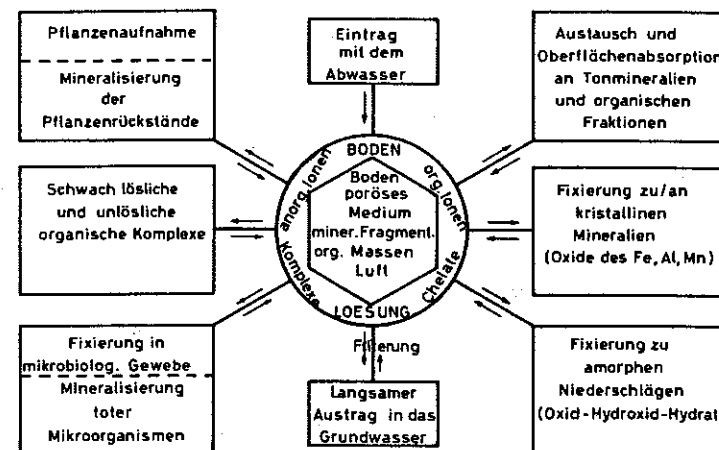 Pflanzenaufnahme
Mineralisierung
der
Pflanzenrückstände
Eintrag
mit dem
Abwasser
Austausch und
Oberflächenabsorption
an Tonmineralien
und organischen
Fraktionen
Schwach lösliche
und unlösliche
organische Komplexe
BODEN
anorg.Ionen
org.Ionen
Boden
poröses
Medium
miner.Fragment.
org. Massen
Luft
Komplexe
Chelate
LOESUNG
Fixierung zu/an
kristallinen
Mineralien
(Oxide des Fe,Al,Mn)
Fixierung in
mikrobiolog. Gewebe
Mineralisierung
toter
Mikroorganismen
Langsamer
Austrag in das
Grundwasser
Fixierung zu
amorphen
Niederschlägen
(Oxid-Hydroxid-Hydrat